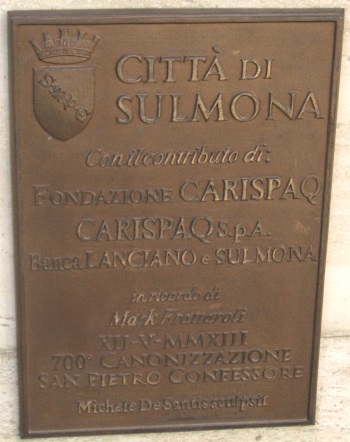 SMPE
CITTÀ DI
SULMONA
Con il contributo di:
FONDAZIONE CARISPAQ
CARISPAQ S.p.A.
Banca LANCIANO e SULMONA
in ricordo di
Mark
XII-V-MMXIII
700° CANONIZZAZIONE
SAN PIETRO CONFESSORE
Michele De Santis sculpsit